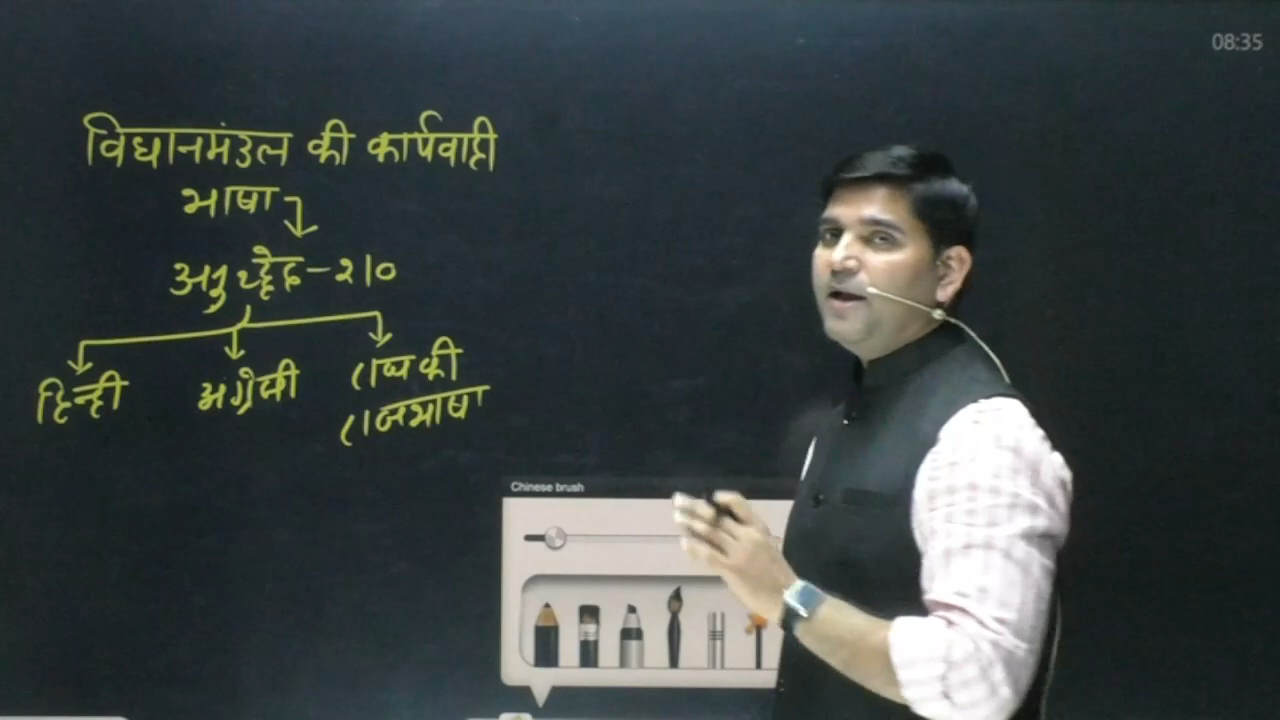 08:35
विधानमंडल की कार्यवाही
भाषा
अनुच्छेद-210
हिन्दी अंग्रेजी राज्य की
राजभाषा
Chinese brush